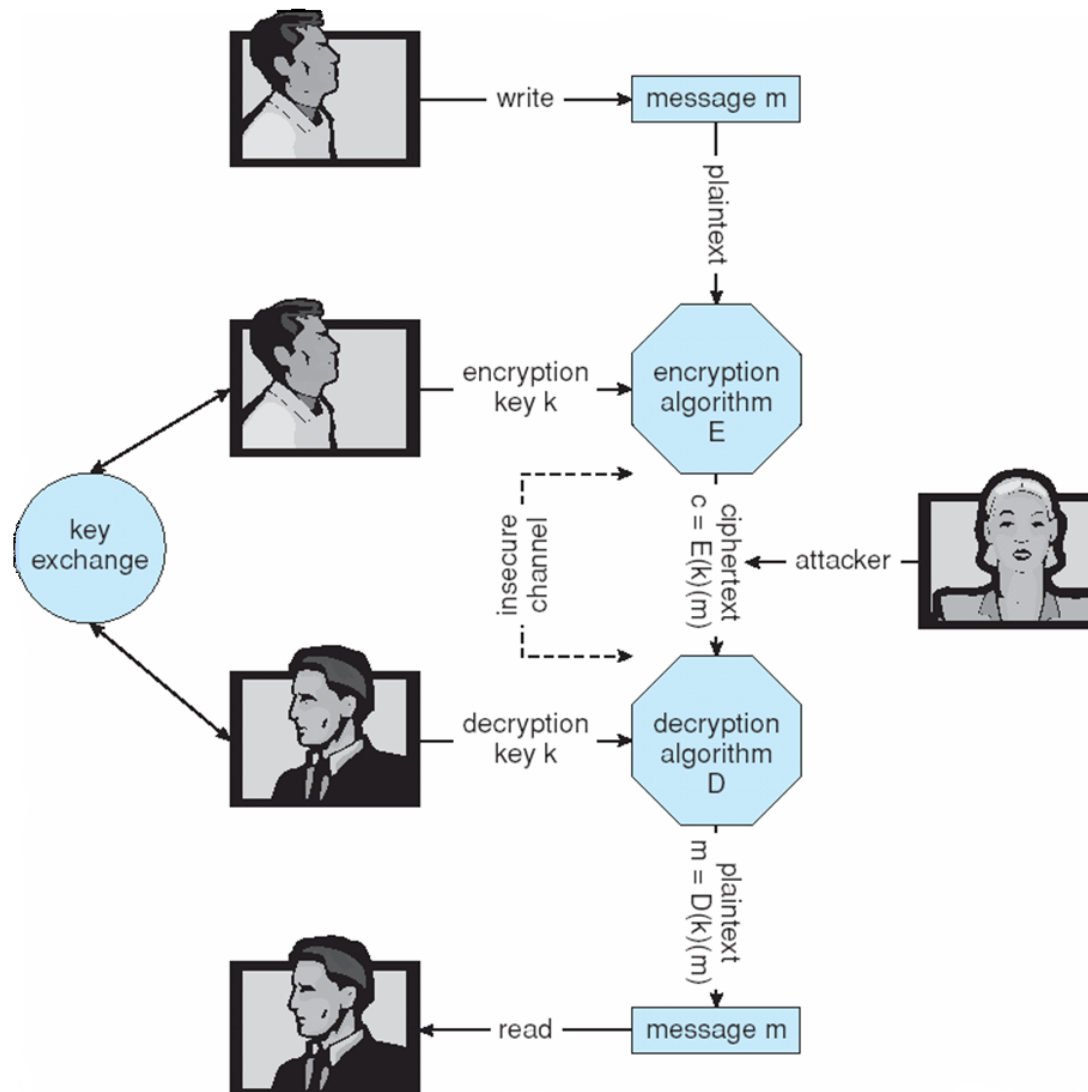 write
message m
plaintext
encryption
key k
encryption
algorithm
E
key
exchange
insecure
channel
ciphertext
c = E(k)(m)
attacker
decryption
key k
decryption
algorithm
D
plaintext
m = D(k)(m)
read
message m